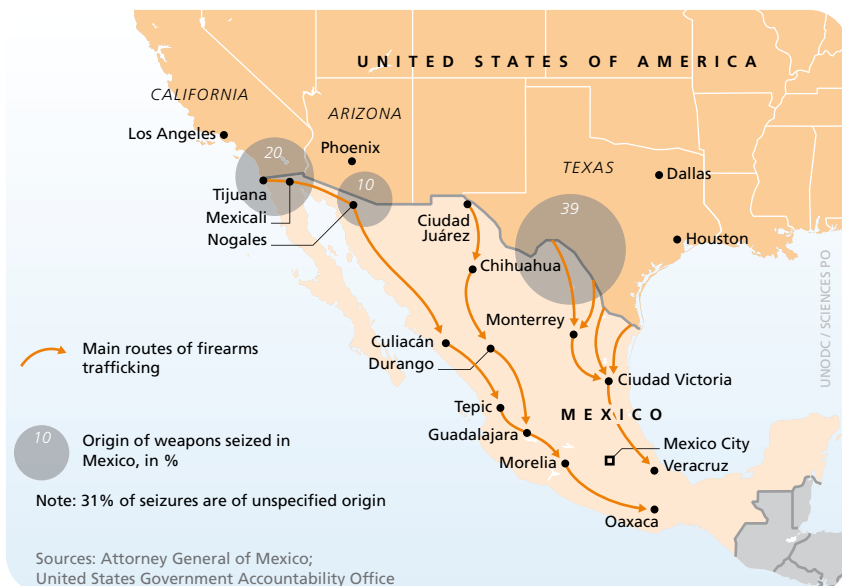 UNITED STATES OF AMERICA
CALIFORNIA
ARIZONA
Los Angeles
Phoenix
20
TEXAS
Dallas
10
39
Tijuana
Mexicali
Nogales
Ciudad
Juárez
Houston
Chihuahua
Monterrey
Culiacán
Durango
Main routes of firearms
trafficking
Ciudad Victoria
Tepic
MEXICO
Guadalajara
10
Origin of weapons seized in
Mexico, in %
Mexico City
Morelia
Veracruz
Note: 31% of seizures are of unspecified origin
Oaxaca
Sources: Attorney General of Mexico;
United States Government Accountability Office
UNODC / SCIENCES PO